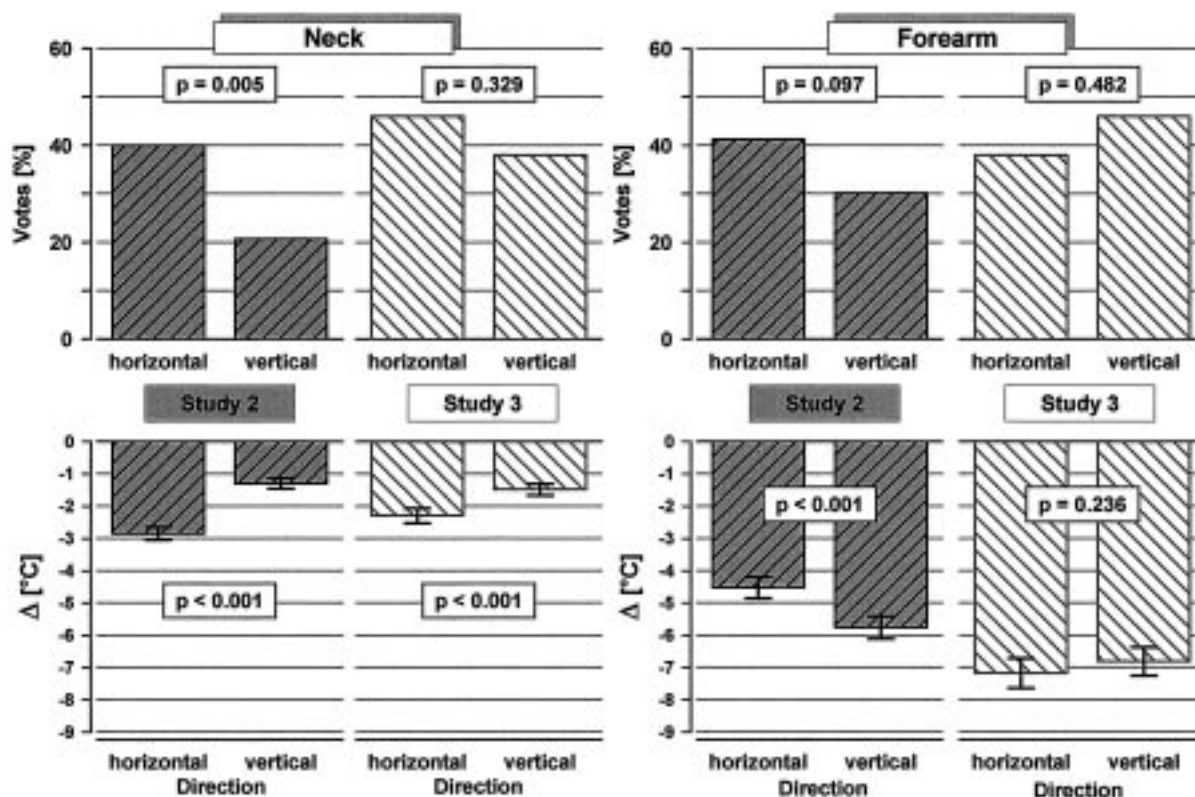 Neck
Forearm
60
p = 0.005
p = 0.329
40
20
0
Votes [%]
horizontal vertical horizontal vertical
60
p = 0.097
p = 0.482
40
20
0
Votes [%]
horizontal vertical horizontal vertical
Study 2
Study 3
Study 2
Study 3
0
-1
-2
-3
-4
-5
-6
-7
-8
-9
Δ [°C]
p < 0.001
p < 0.001
horizontal vertical horizontal vertical
Direction
Direction
0
-1
-2
-3
-4
-5
-6
-7
-8
-9
Δ [°C]
p < 0.001
p = 0.236
horizontal vertical horizontal vertical
Direction
Direction